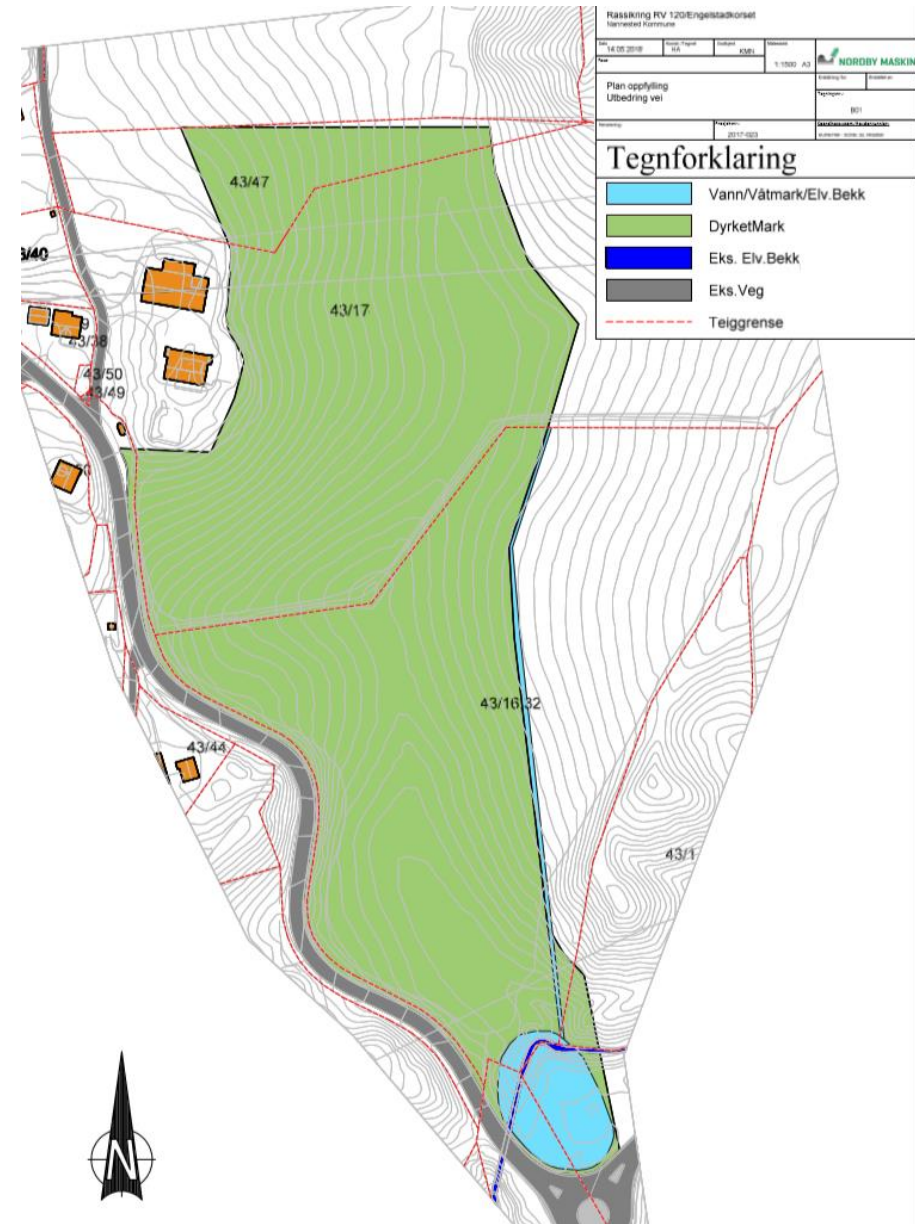 Rassikring RV 120/Engelstadkorset
Nannestad Kommune
14.05.2018
HA
KMN
1:1500 A3
NORDBY MASKIN
Plan oppfylling
Utbedring vei
B01
2017-023
Tegnforklaring
Vann/Våtmark/Elv.Bekk
DyrketMark
Eks. Elv.Bekk
Eks.Veg
Teiggrense
43/47
43/17
43/38
43/50
43/49
43/16,32
43/44
43/1
N